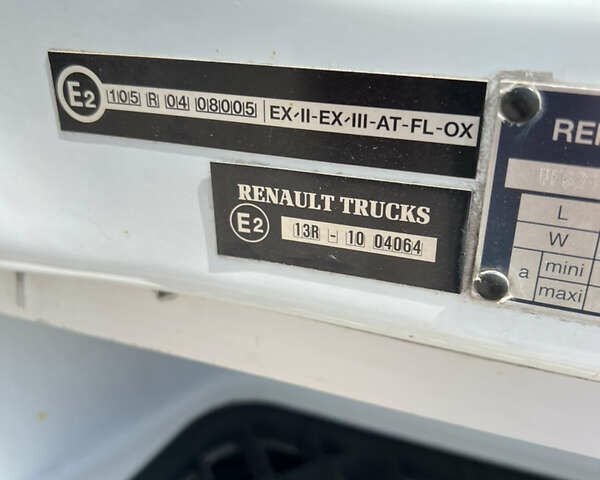 E2 105 R 04 08005 EX-II-EX-III-AT-FL-OX
RENAULT TRUCKS
E2 13R - 10 04064
L
W
a mini
maxi